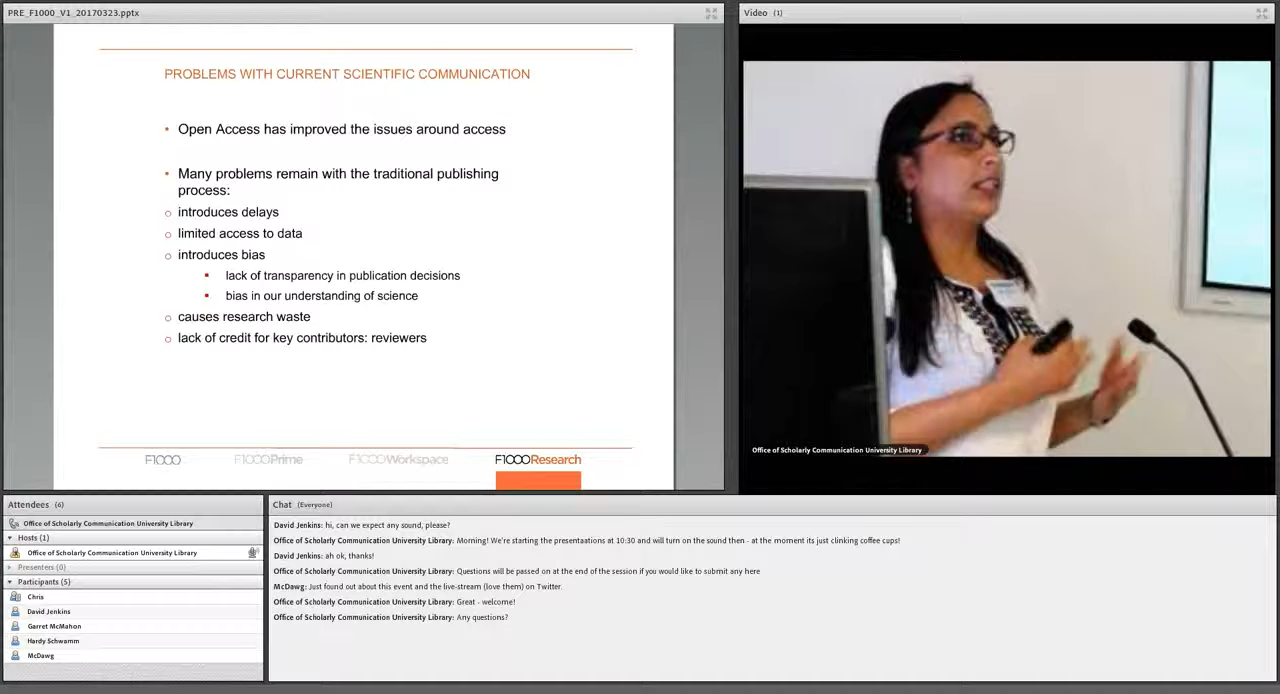 PRE_F1000_V1_20170323.pptx
PROBLEMS WITH CURRENT SCIENTIFIC COMMUNICATION
• Open Access has improved the issues around access
• Many problems remain with the traditional publishing
process:
○ introduces delays
○ limited access to data
○ introduces bias
▪ lack of transparency in publication decisions
▪ bias in our understanding of science
○ causes research waste
○ lack of credit for key contributors: reviewers
F1000 F1000Prime F1000Workspace F1000Research
Video (1)
Office of Scholarly Communication University Library
Attendees (6)
Office of Scholarly Communication University Library
Hosts (1)
Office of Scholarly Communication University Library
Presenters (0)
Participants (5)
Chris
David Jenkins
Garret McMahon
Hardy Schwamm
McDawg
Chat (Everyone)
David Jenkins: hi, can we expect any sound, please?
Office of Scholarly Communication University Library: Morning! We're starting the presentaations at 10:30 and will turn on the sound then - at the moment its just clinking coffee cups!
David Jenkins: ah ok, thanks!
Office of Scholarly Communication University Library: Questions will be passed on at the end of the session if you would like to submit any here
McDawg: Just found out about this event and the live-stream (love them) on Twitter.
Office of Scholarly Communication University Library: Great - welcome!
Office of Scholarly Communication University Library: Any questions?